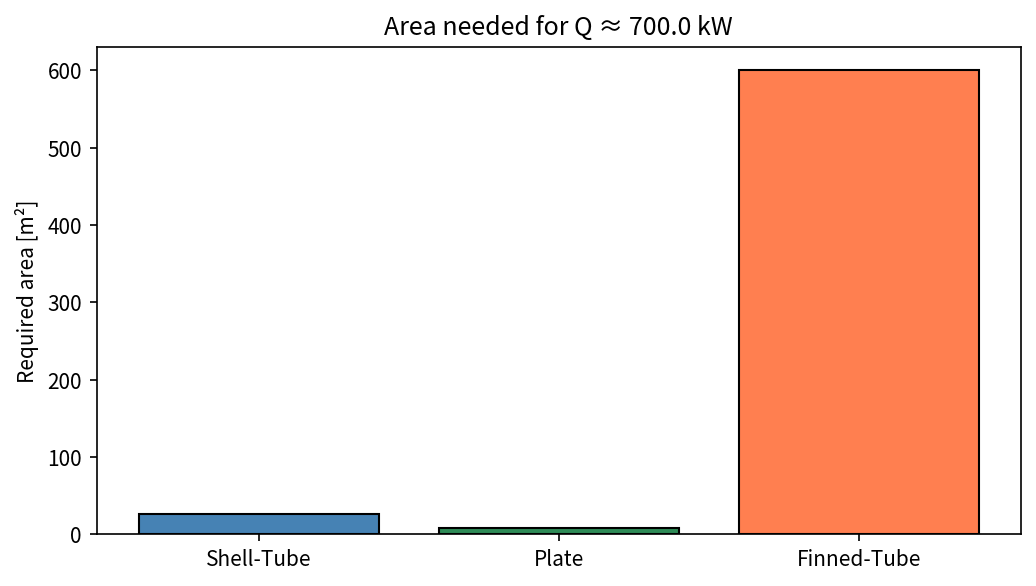 Area needed for Q ≈ 700.0 kW
Required area [m²]
600
500
400
300
200
100
0
Shell-Tube
Plate
Finned-Tube